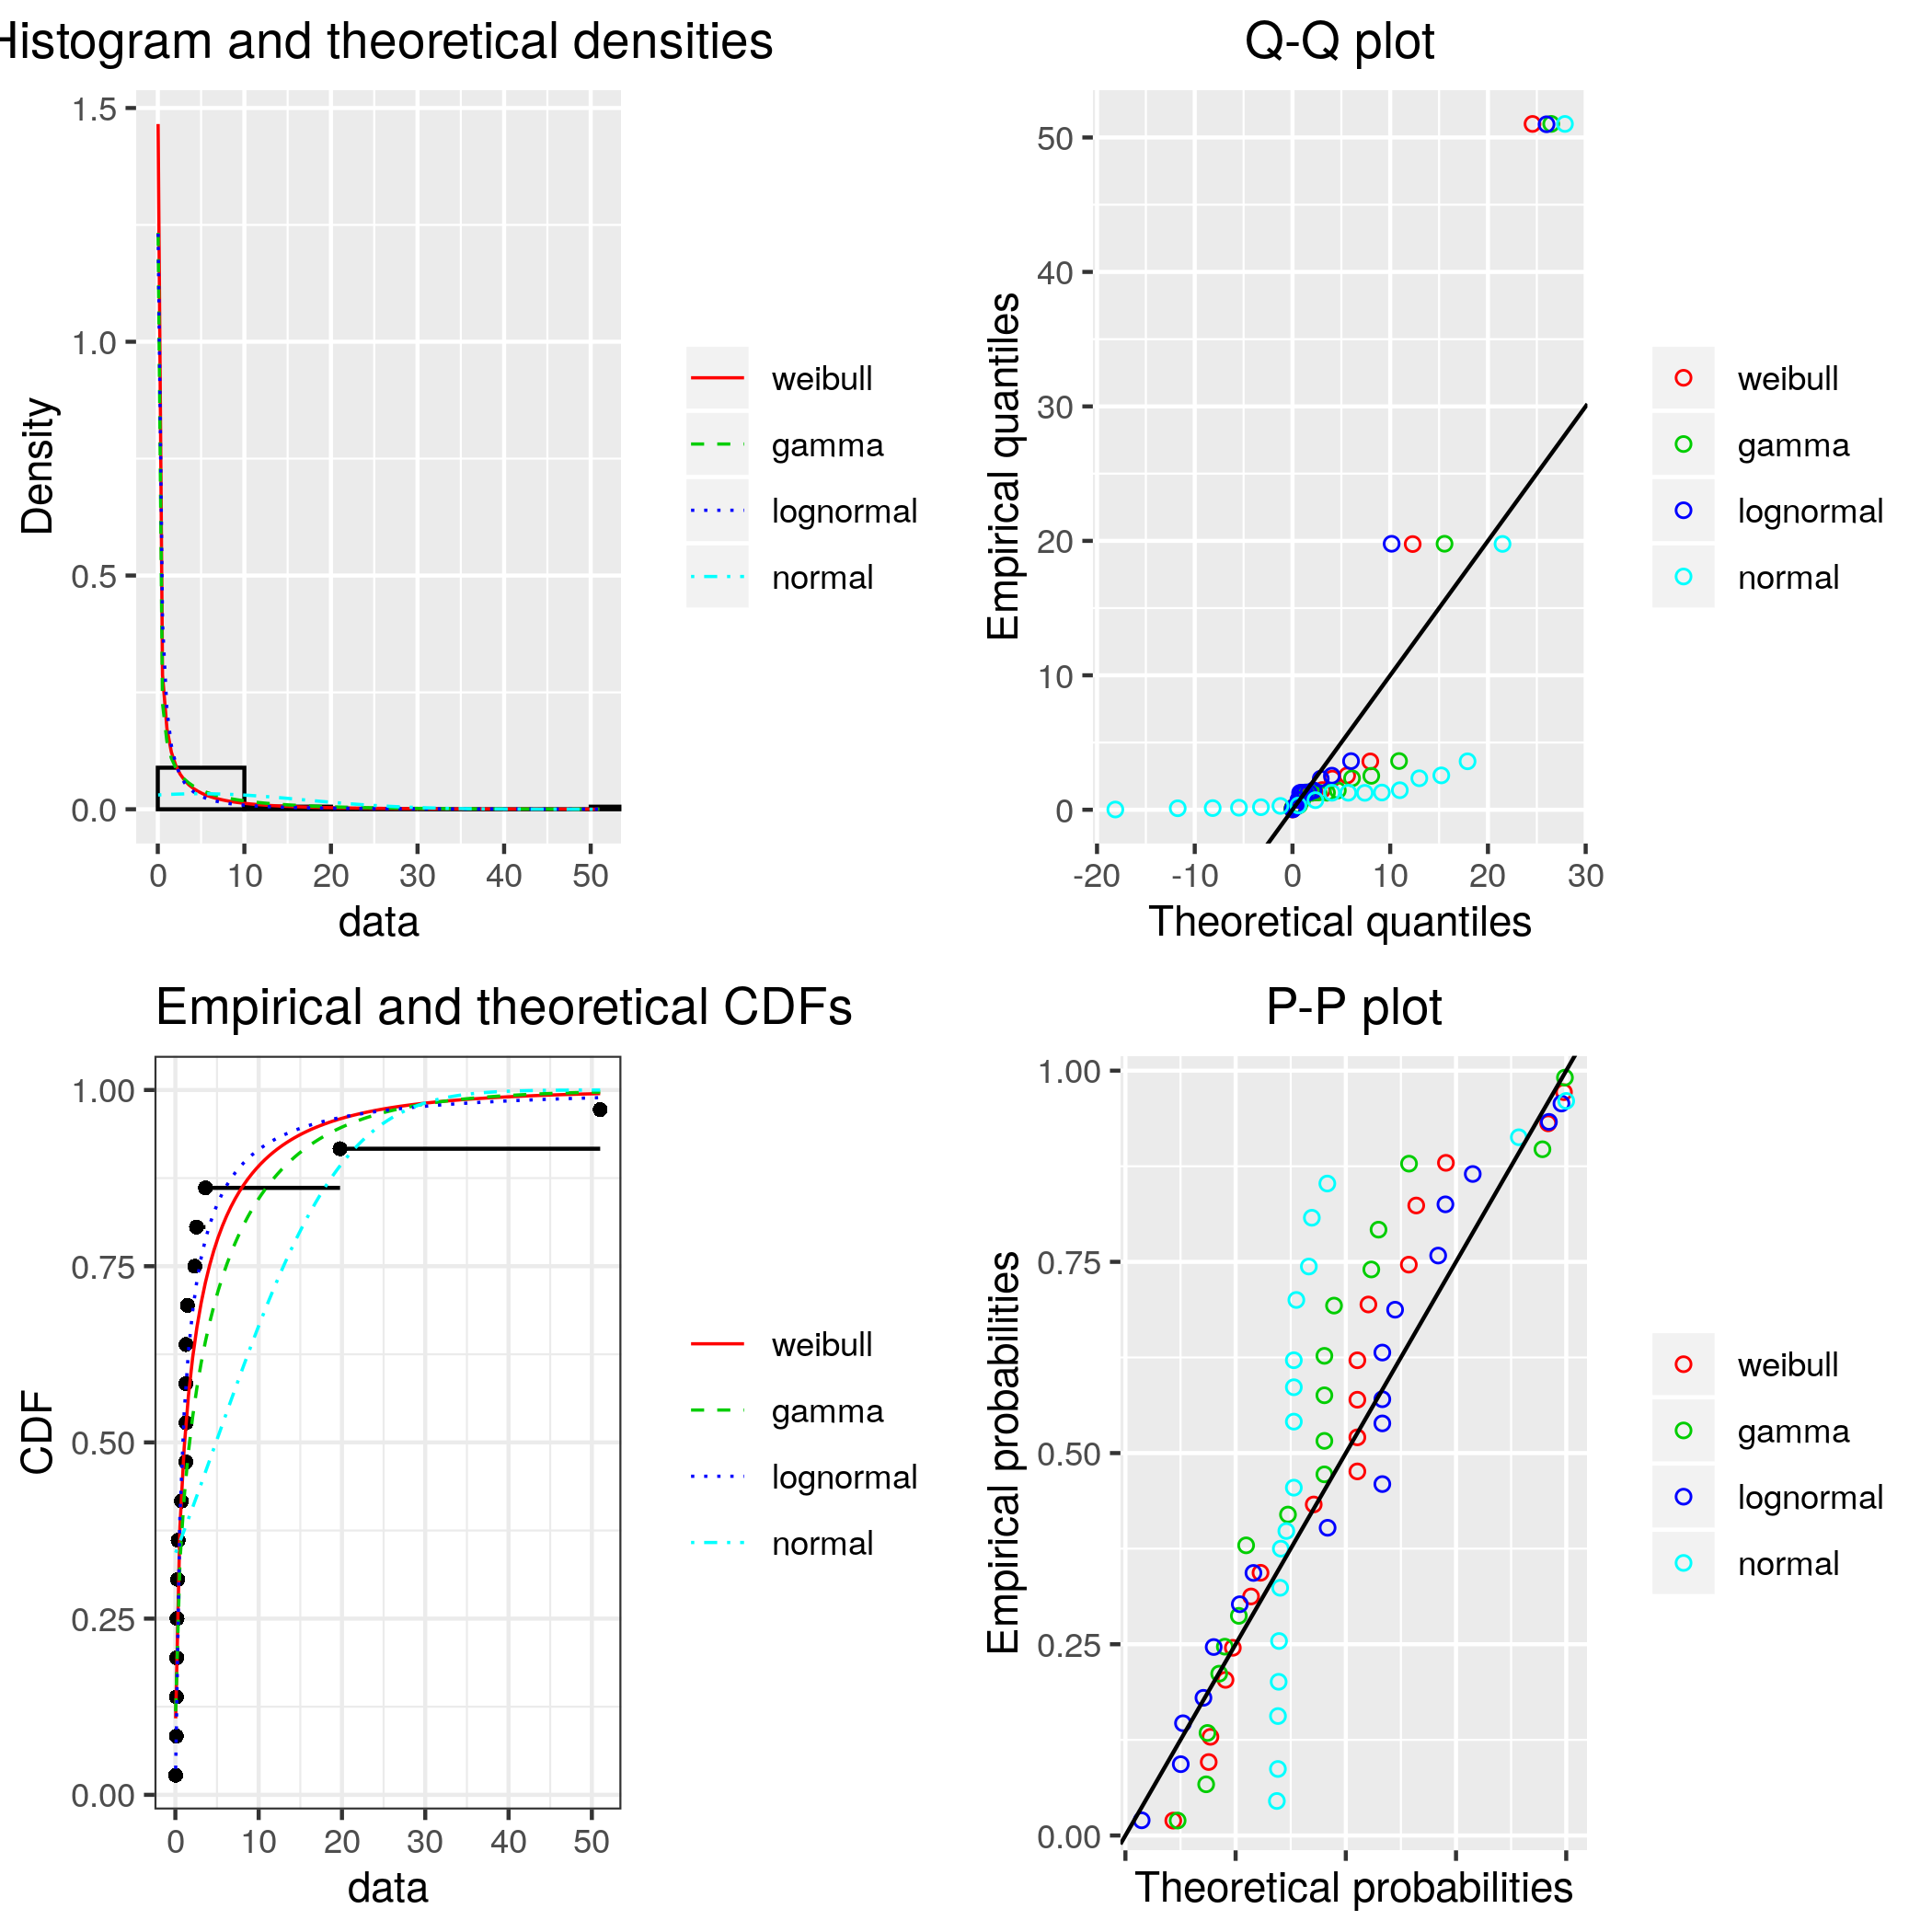 Histogram and theoretical densities
1.5
1.0
0.5
0.0
Density
0 10 20 30 40 50
data
weibull
gamma
lognormal
normal
Q-Q plot
50
40
30
20
10
0
Empirical quantiles
-20 -10 0 10 20 30
Theoretical quantiles
weibull
gamma
lognormal
normal
Empirical and theoretical CDFs
1.00
0.75
0.50
0.25
0.00
CDF
0 10 20 30 40 50
data
weibull
gamma
lognormal
normal
P-P plot
1.00
0.75
0.50
0.25
0.00
Empirical probabilities
Theoretical probabilities
weibull
gamma
lognormal
normal